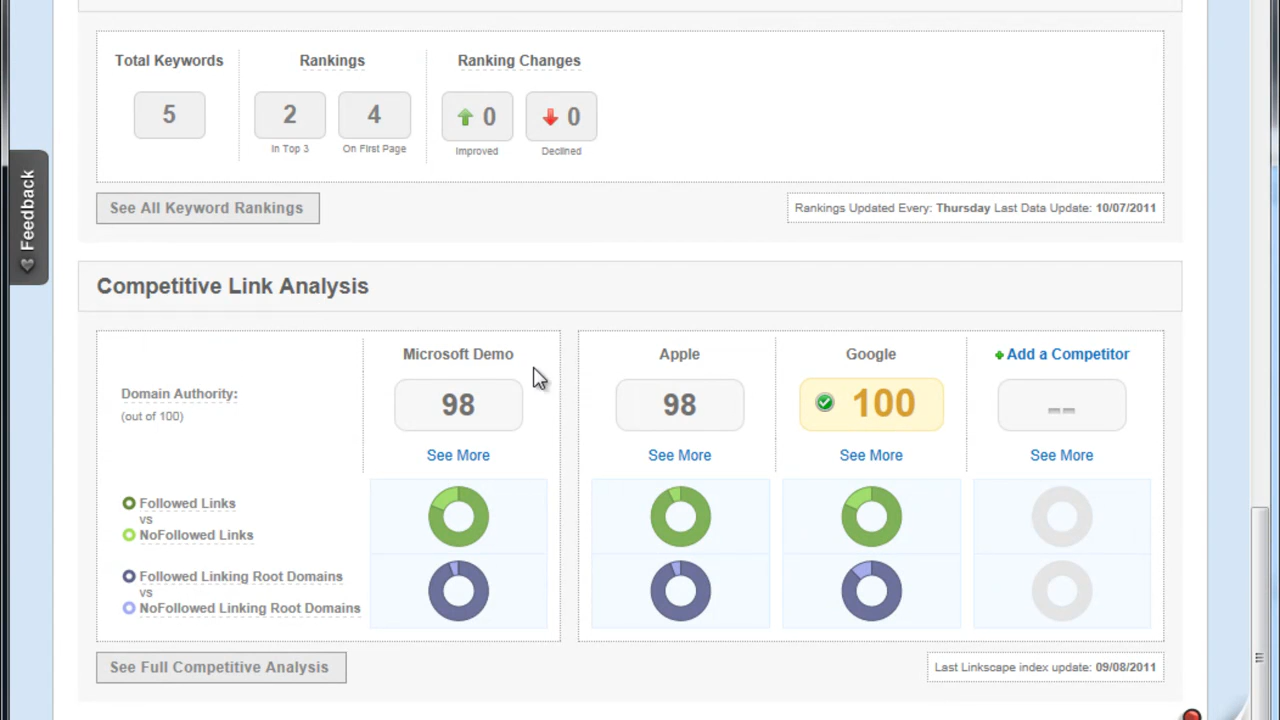 Total Keywords
Rankings
Ranking Changes
5
2
4
0
0
In Top 3
On First Page
Improved
Declined
See All Keyword Rankings
Rankings Updated Every: Thursday Last Data Update: 10/07/2011
Feedback
Competitive Link Analysis
Microsoft Demo
Apple
Google
Add a Competitor
Domain Authority:
(out of 100)
98
98
100
--
See More
See More
See More
See More
Followed Links
vs
NoFollowed Links
Followed Linking Root Domains
vs
NoFollowed Linking Root Domains
See Full Competitive Analysis
Last Linkscape index update: 09/08/2011